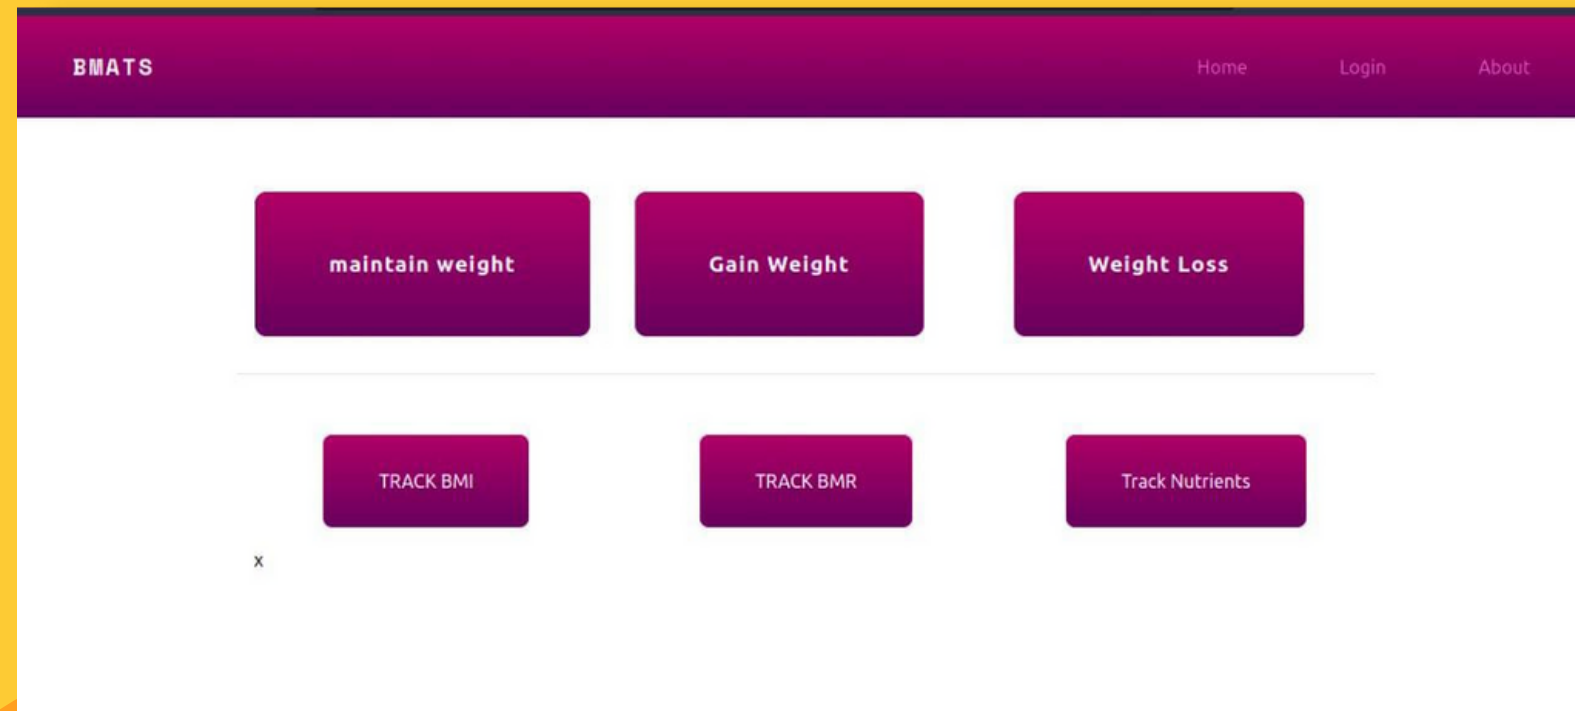 BMATS Home Login About
maintain weight Gain Weight Weight Loss
TRACK BMI TRACK BMR Track Nutrients
x